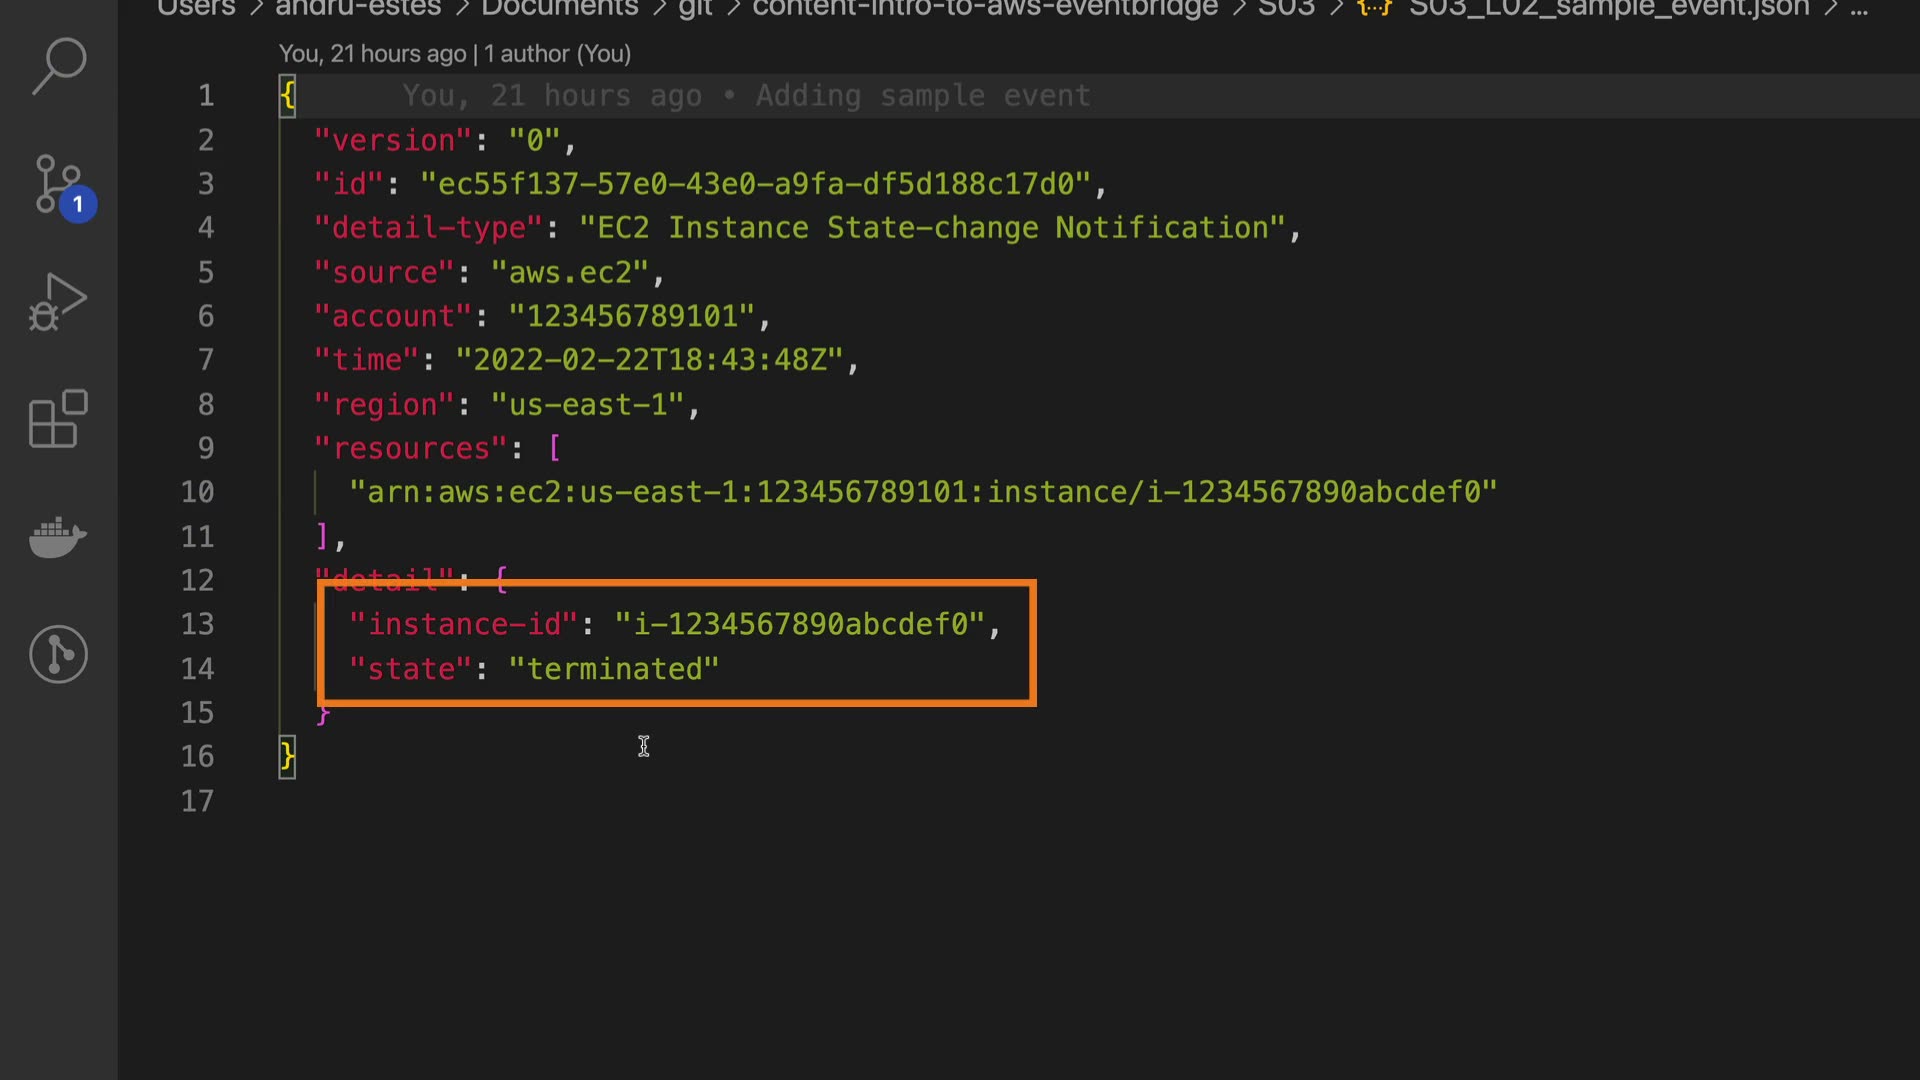 Users > andru-estes > Documents > git > content-intro-to-aws-eventbridge > S03 > {··} S03_L02_sample_event.json > ...
You, 21 hours ago | 1 author (You)
1 { You, 21 hours ago • Adding sample event
2 "version": "0",
3 "id": "ec55f137-57e0-43e0-a9fa-df5d188c17d0",
4 "detail-type": "EC2 Instance State-change Notification",
5 "source": "aws.ec2",
6 "account": "123456789101",
7 "time": "2022-02-22T18:43:48Z",
8 "region": "us-east-1",
9 "resources": [
10 "arn:aws:ec2:us-east-1:123456789101:instance/i-1234567890abcdef0"
11 ],
12 "detail": {
13 "instance-id": "i-1234567890abcdef0",
14 "state": "terminated"
15 }
16 }
17
1